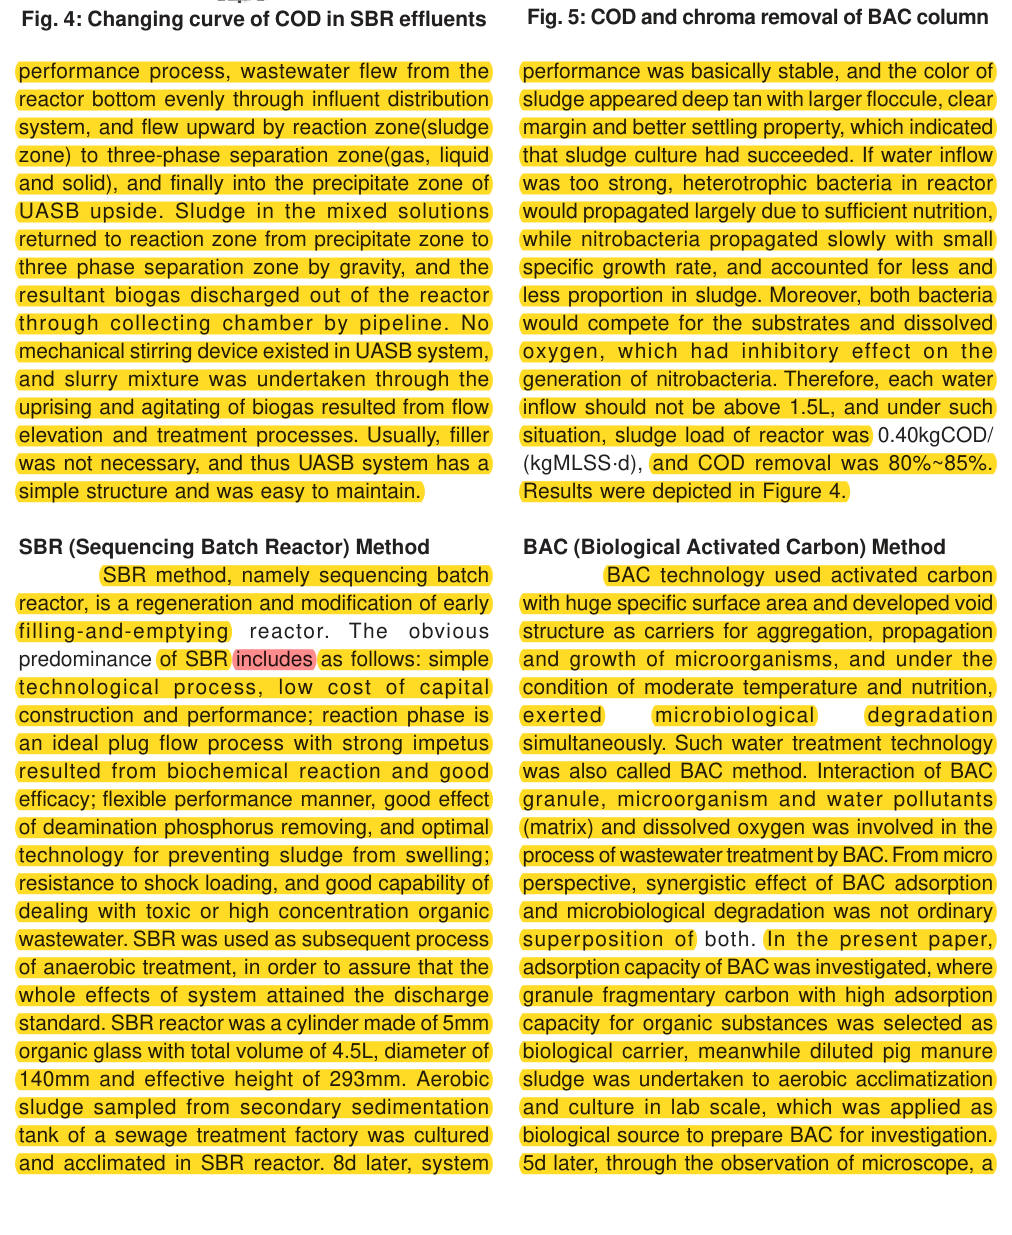 Fig. 4: Changing curve of COD in SBR effluents
performance process, wastewater flew from the
reactor bottom evenly through influent distribution
system, and flew upward by reaction zone(sludge
zone) to three-phase separation zone(gas, liquid
and solid), and finally into the precipitate zone of
UASB upside. Sludge in the mixed solutions
returned to reaction zone from precipitate zone to
three phase separation zone by gravity, and the
resultant biogas discharged out of the reactor
through collecting chamber by pipeline. No
mechanical stirring device existed in UASB system,
and slurry mixture was undertaken through the
uprising and agitating of biogas resulted from flow
elevation and treatment processes. Usually, filler
was not necessary, and thus UASB system has a
simple structure and was easy to maintain.
SBR (Sequencing Batch Reactor) Method
SBR method, namely sequencing batch
reactor, is a regeneration and modification of early
filling-and-emptying reactor. The obvious
predominance of SBR includes as follows: simple
technological process, low cost of capital
construction and performance; reaction phase is
an ideal plug flow process with strong impetus
resulted from biochemical reaction and good
efficacy; flexible performance manner, good effect
of deamination phosphorus removing, and optimal
technology for preventing sludge from swelling;
resistance to shock loading, and good capability of
dealing with toxic or high concentration organic
wastewater. SBR was used as subsequent process
of anaerobic treatment, in order to assure that the
whole effects of system attained the discharge
standard. SBR reactor was a cylinder made of 5mm
organic glass with total volume of 4.5L, diameter of
140mm and effective height of 293mm. Aerobic
sludge sampled from secondary sedimentation
tank of a sewage treatment factory was cultured
and acclimated in SBR reactor. 8d later, system
Fig. 5: COD and chroma removal of BAC column
performance was basically stable, and the color of
sludge appeared deep tan with larger floccule, clear
margin and better settling property, which indicated
that sludge culture had succeeded. If water inflow
was too strong, heterotrophic bacteria in reactor
would propagated largely due to sufficient nutrition,
while nitrobacteria propagated slowly with small
specific growth rate, and accounted for less and
less proportion in sludge. Moreover, both bacteria
would compete for the substrates and dissolved
oxygen, which had inhibitory effect on the
generation of nitrobacteria. Therefore, each water
inflow should not be above 1.5L, and under such
situation, sludge load of reactor was 0.40kgCOD/
(kgMLSS·d), and COD removal was 80%~85%.
Results were depicted in Figure 4.
BAC (Biological Activated Carbon) Method
BAC technology used activated carbon
with huge specific surface area and developed void
structure as carriers for aggregation, propagation
and growth of microorganisms, and under the
condition of moderate temperature and nutrition,
exerted microbiological degradation
simultaneously. Such water treatment technology
was also called BAC method. Interaction of BAC
granule, microorganism and water pollutants
(matrix) and dissolved oxygen was involved in the
process of wastewater treatment by BAC. From micro
perspective, synergistic effect of BAC adsorption
and microbiological degradation was not ordinary
superposition of both. In the present paper,
adsorption capacity of BAC was investigated, where
granule fragmentary carbon with high adsorption
capacity for organic substances was selected as
biological carrier, meanwhile diluted pig manure
sludge was undertaken to aerobic acclimatization
and culture in lab scale, which was applied as
biological source to prepare BAC for investigation.
5d later, through the observation of microscope, a